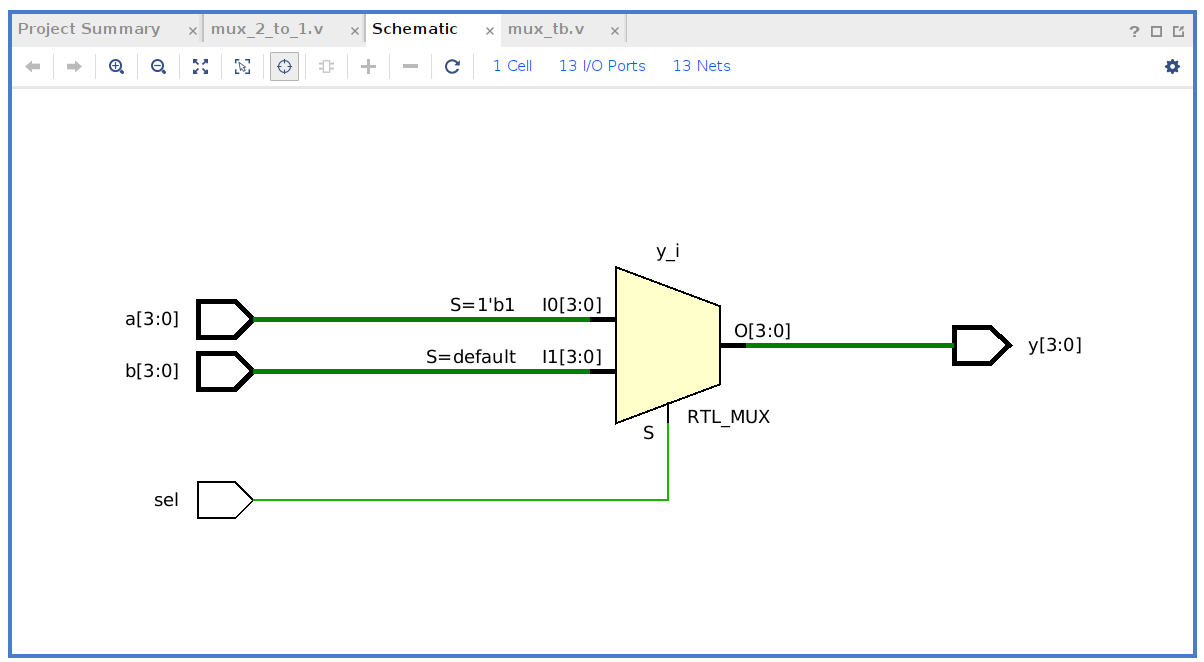 Project Summary × mux_2_to_1.v × Schematic × mux_tb.v × ?
1 Cell 13 I/O Ports 13 Nets
y_i
a[3:0] S=1'b1 I0[3:0]
O[3:0] y[3:0]
b[3:0] S=default I1[3:0]
S RTL_MUX
sel